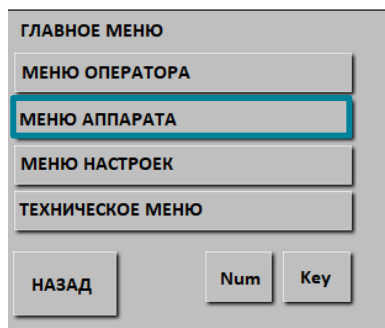 ГЛАВНОЕ МЕНЮ
МЕНЮ ОПЕРАТОРА
МЕНЮ АППАРАТА
МЕНЮ НАСТРОЕК
ТЕХНИЧЕСКОЕ МЕНЮ
НАЗАД Num Key